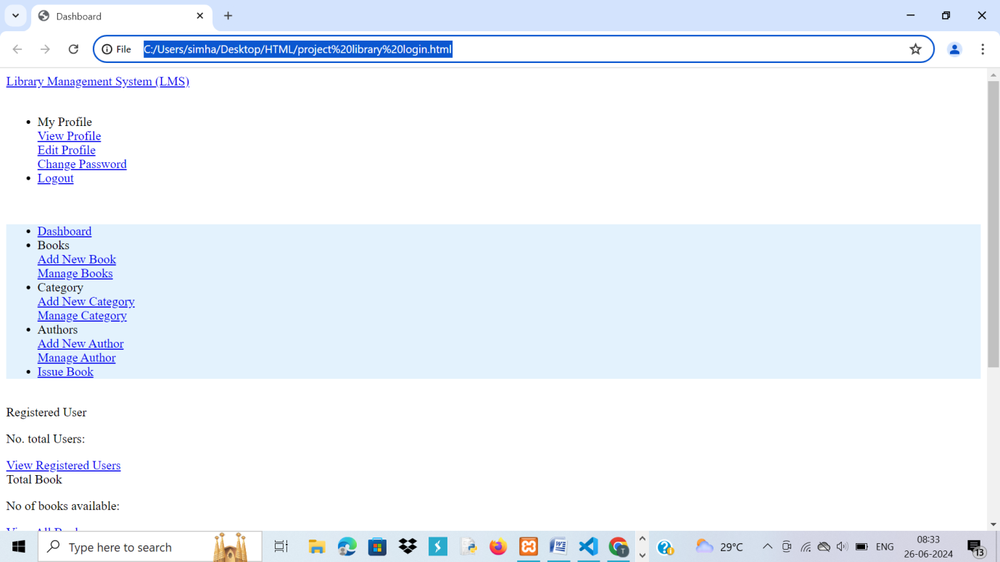 Dashboard
File C:/Users/simha/Desktop/HTML/project%20library%20login.html
Library Management System (LMS)
My Profile
View Profile
Edit Profile
Change Password
Logout
Dashboard
Books
Add New Book
Manage Books
Category
Add New Category
Manage Category
Authors
Add New Author
Manage Author
Issue Book
Registered User
No. total Users:
View Registered Users
Total Book
No of books available:
Type here to search
29°C
ENG
08:33
26-06-2024
13